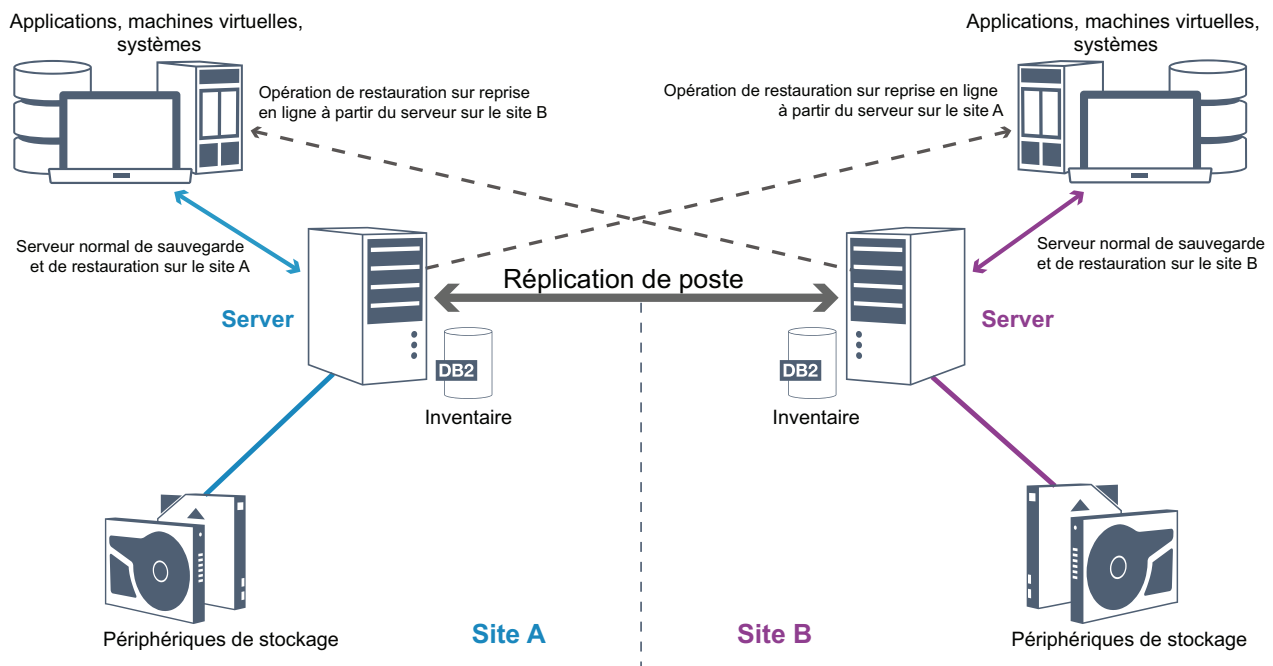 Applications, machines virtuelles,
systèmes
Applications, machines virtuelles,
systèmes
Opération de restauration sur reprise
en ligne à partir du serveur sur le site B
Opération de restauration sur reprise en ligne
à partir du serveur sur le site A
Serveur normal de sauvegarde
et de restauration sur le site A
Serveur normal de sauvegarde
et de restauration sur le site B
Réplication de poste
Server
Server
DB2
DB2
Inventaire
Inventaire
Site A
Site B
Périphériques de stockage
Périphériques de stockage